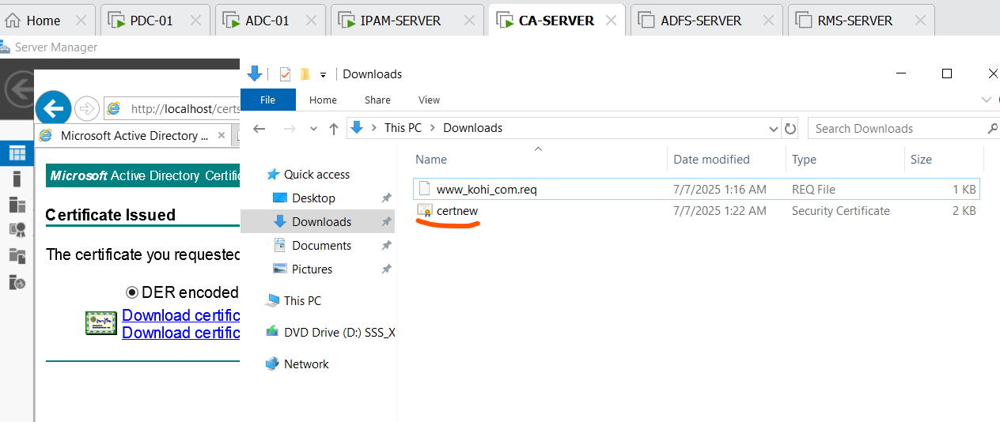 Home
PDC-01
ADC-01
IPAM-SERVER
CA-SERVER
ADFS-SERVER
RMS-SERVER
Server Manager
Downloads
File
Home
Share
View
http://localhost/certs
This PC
Downloads
Search Downloads
Microsoft Active Directory ...
Name
Date modified
Type
Size
Microsoft Active Directory Certific
Quick access
www_kohi_com.req
7/7/2025 1:16 AM
REQ File
1 KB
Desktop
certnew
7/7/2025 1:22 AM
Security Certificate
2 KB
Certificate Issued
Downloads
Documents
The certificate you requested
Pictures
DER encoded
This PC
Download certific
Download certific
DVD Drive (D:) SSS_X
Network